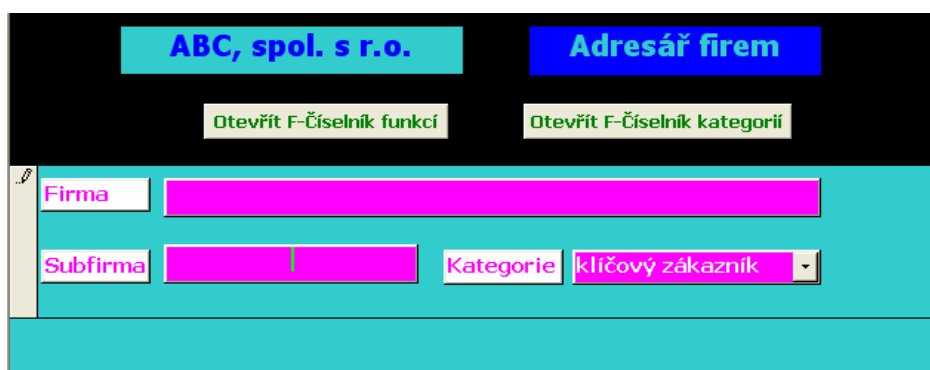 ABC, spol. s r.o. Adresář firem
Otevřít F-Číselník funkcí Otevřít F-Číselník kategorií
Firma
Subfirma Kategorie klíčový zákazník